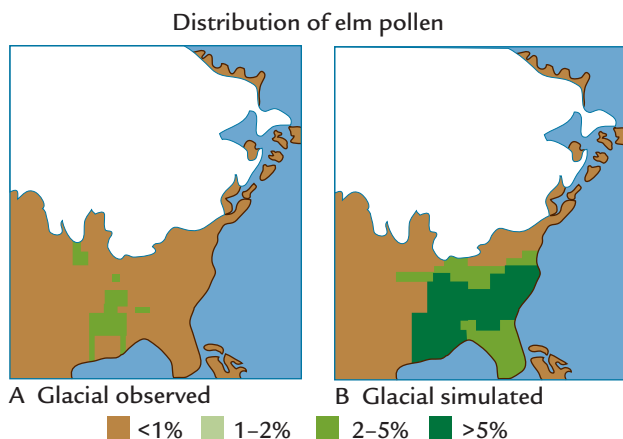 Distribution of elm pollen
A Glacial observed
B Glacial simulated
<1% 1–2% 2–5% >5%